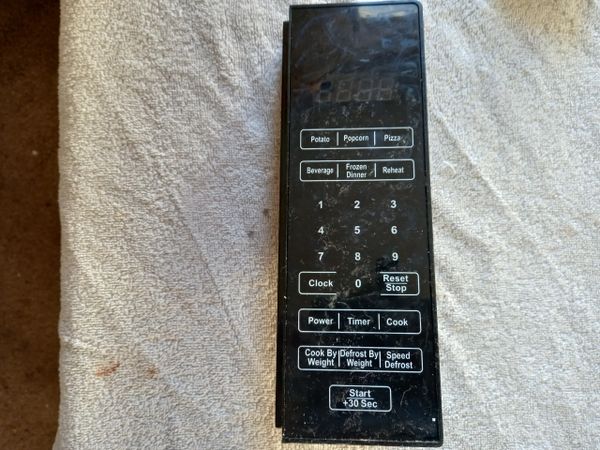 Potato Popcorn Pizza
Beverage Frozen Dinner Reheat
1 2 3
4 5 6
7 8 9
Clock 0 Reset Stop
Power Timer Cook
Cook By Weight Defrost By Weight Speed Defrost
Start
+30 Sec